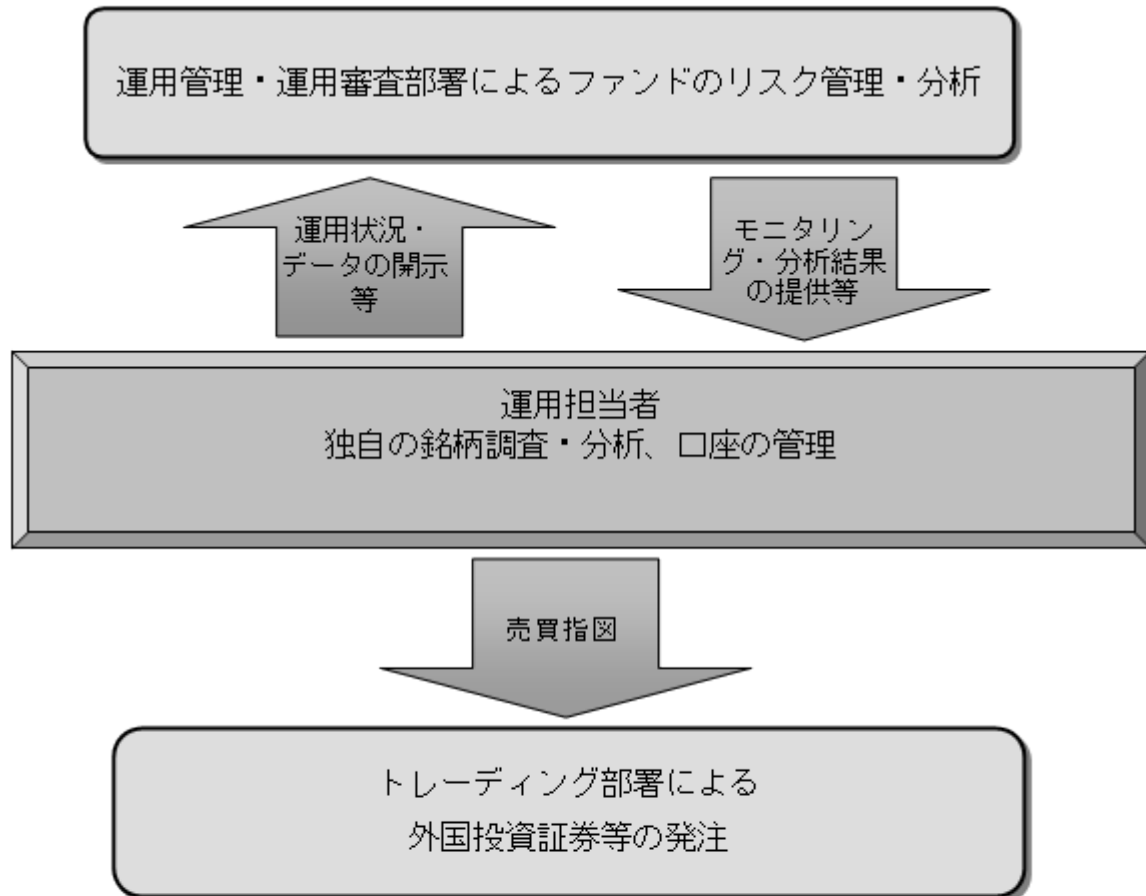 運用管理・運用審査部署によるファンドのリスク管理・分析
運用状況・
データの開示
等
モニタリン
グ・分析結果
の提供等
運用担当者
独自の銘柄調査・分析、口座の管理
売買指図
トレーディング部署による
外国投資証券等の発注